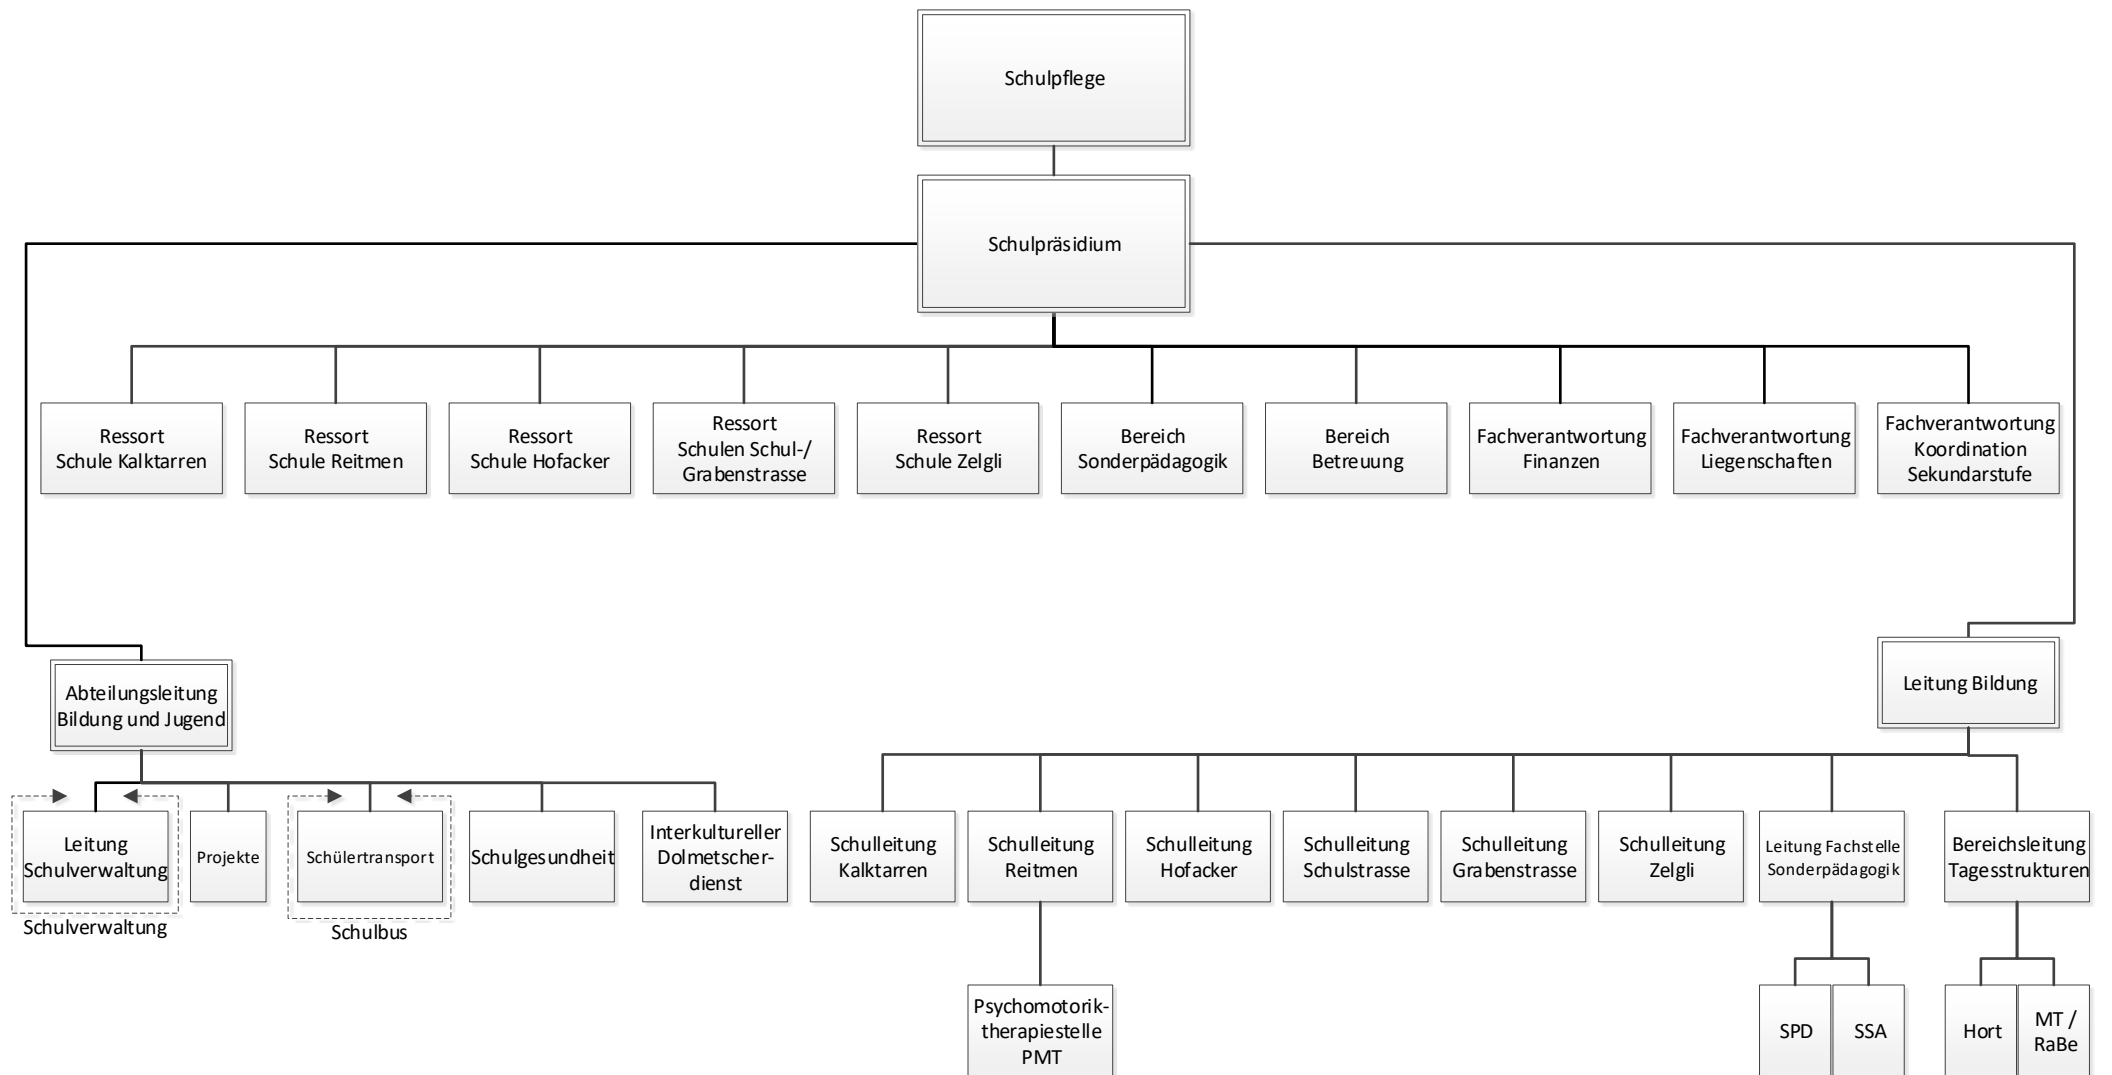 Schulpflege
Schulpräsidium
Ressort
Schule Kalktarren
Ressort
Schule Reitmen
Ressort
Schule Hofacker
Ressort
Schulen Schul-/
Grabenstrasse
Ressort
Schule Zelgli
Bereich
Sonderpädagogik
Bereich
Betreuung
Fachverantwortung
Finanzen
Fachverantwortung
Liegenschaften
Fachverantwortung
Koordination
Sekundarstufe
Abteilungsleitung
Bildung und Jugend
Leitung Bildung
Leitung
Schulverwaltung
Projekte
Schülertransport
Schulgesundheit
Interkultureller
Dolmetscher-
dienst
Schulleitung
Kalktarren
Schulleitung
Reitmen
Schulleitung
Hofacker
Schulleitung
Schulstrasse
Schulleitung
Grabenstrasse
Schulleitung
Zelgli
Leitung Fachstelle
Sonderpädagogik
Bereichsleitung
Tagesstrukturen
Schulverwaltung
Schulbus
Psychomotorik-
therapiestelle
PMT
SPD
SSA
Hort
MT /
RaBe